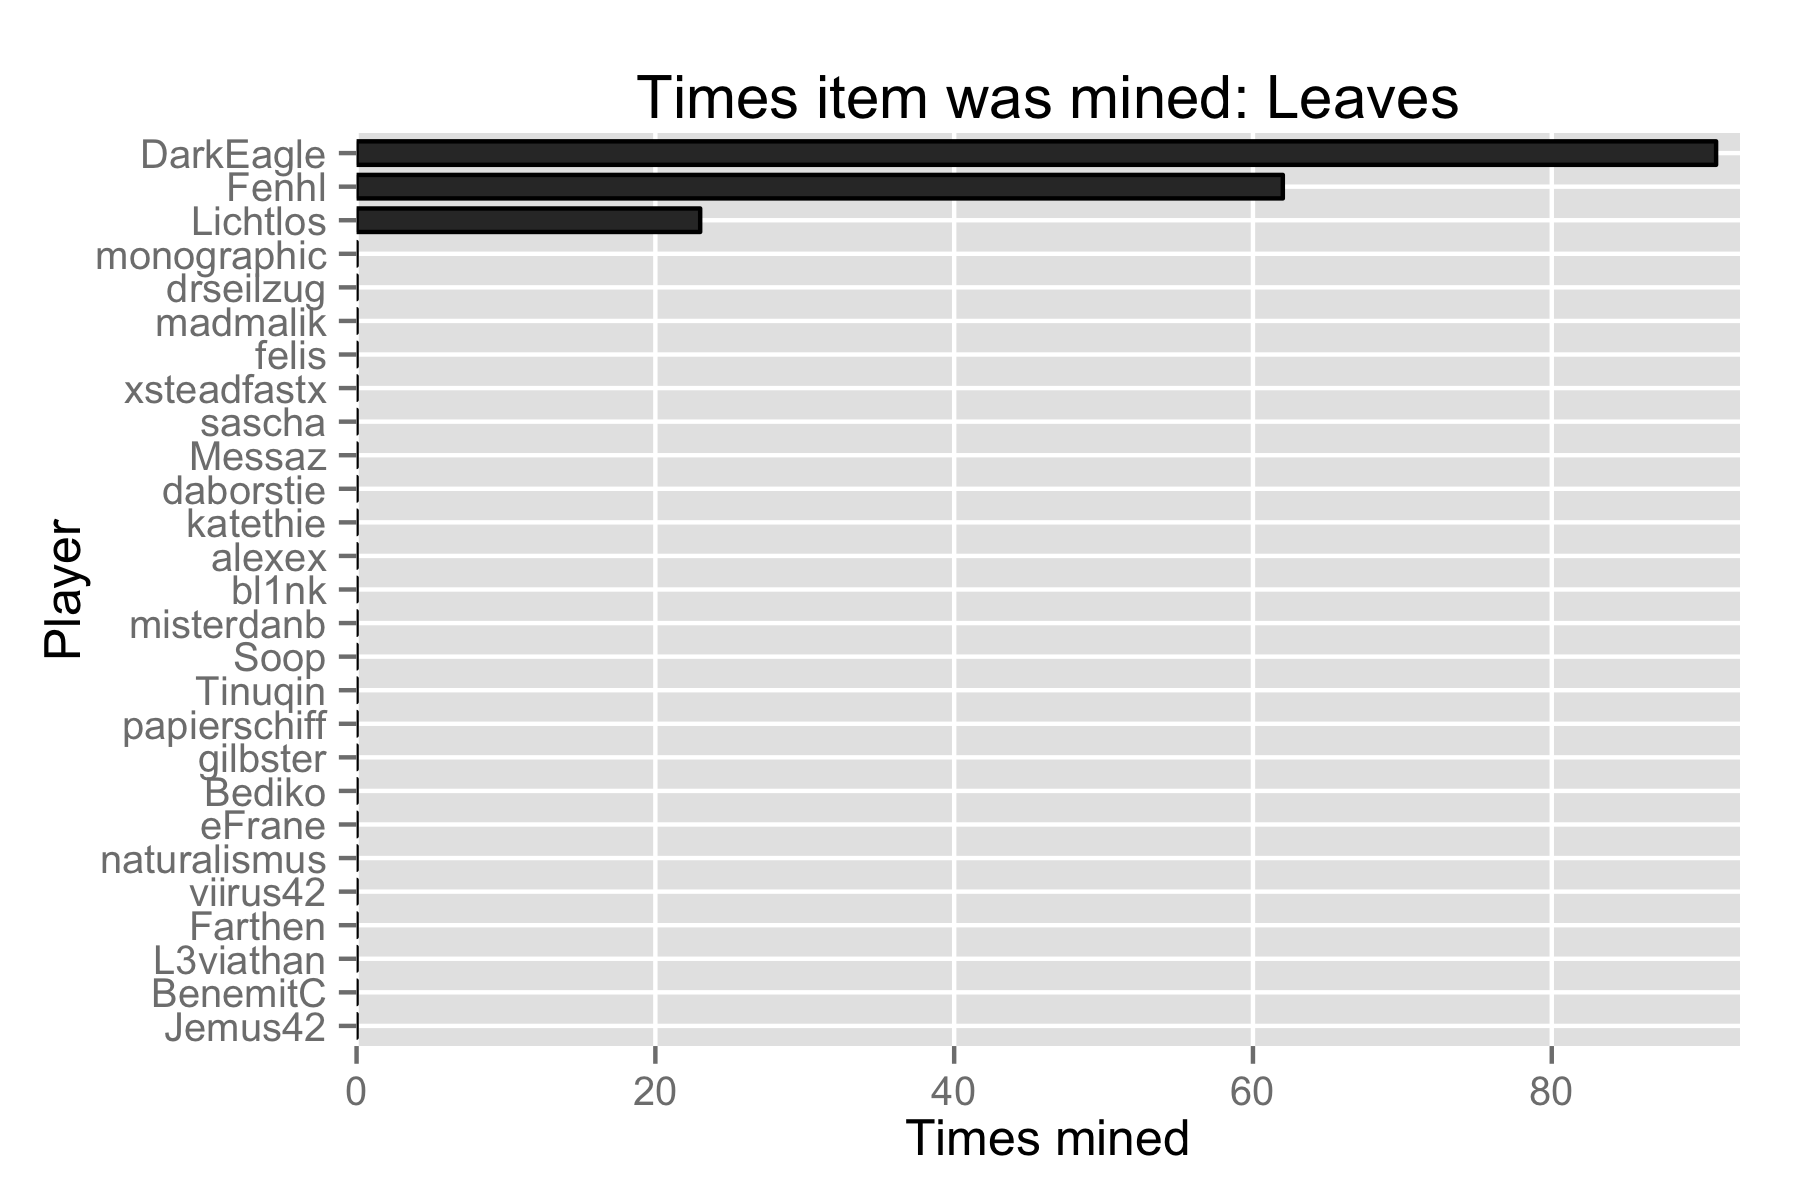 Times item was mined: Leaves
DarkEagle
Fenhl
Lichtlos
monographic
drseilzug
madmalik
felis
xsteadfastx
sascha
Messaz
daborstie
katethie
alexex
bl1nk
misterdanb
Soop
Tinuqin
papierschiff
gilbster
Bediko
eFrane
naturalismus
viirus42
Farthen
L3viathan
BenemitC
Jemus42
Player
0 20 40 60 80
Times mined